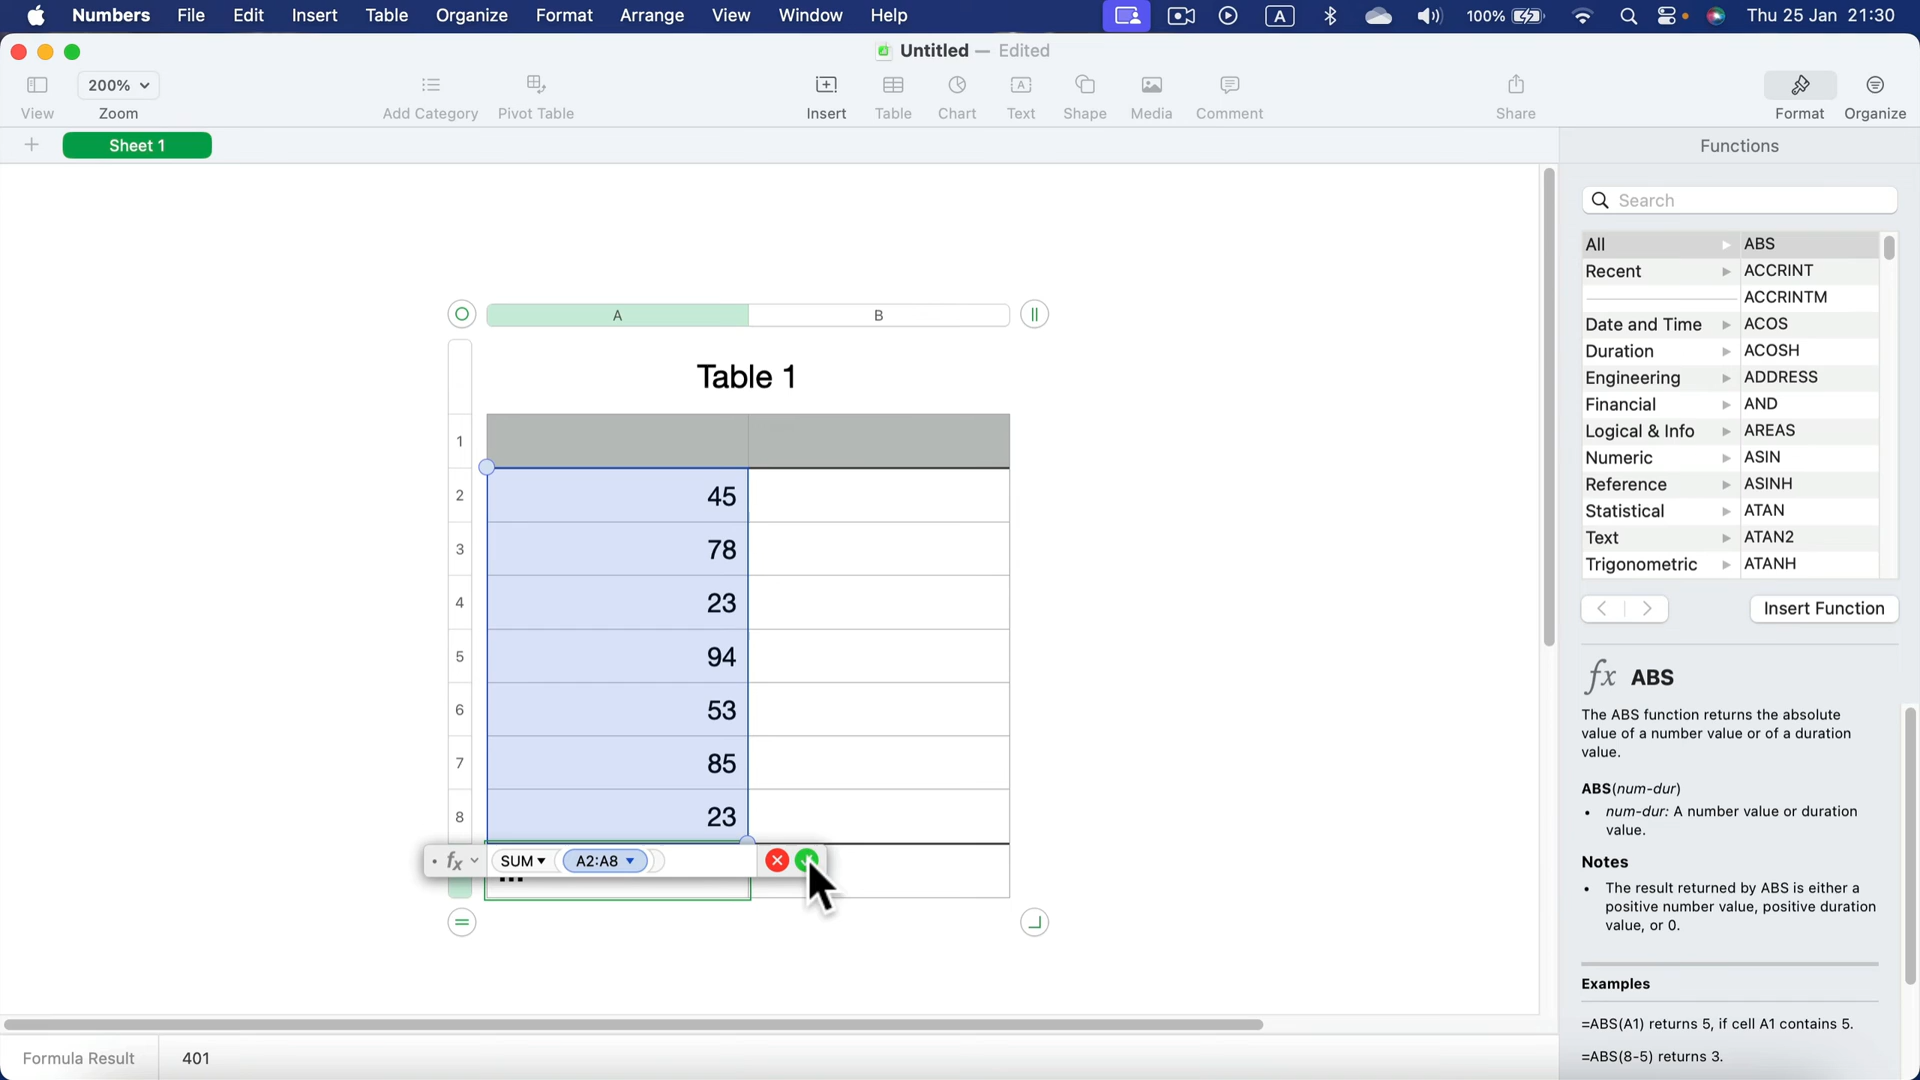 Numbers File Edit Insert Table Organize Format Arrange View Window Help A 100% Thu 25 Jan 21:30
Untitled — Edited
200%
View Zoom Add Category Pivot Table Insert Table Chart Text Shape Media Comment Share Format Organize
Sheet 1
Functions
Search
All ABS
Recent ACCRINT
ACCRINTM
Date and Time ACOS
Duration ACOSH
Engineering ADDRESS
Financial AND
Logical & Info AREAS
Numeric ASIN
Reference ASINH
Statistical ATAN
Text ATAN2
Trigonometric ATANH
Insert Function
fx ABS
The ABS function returns the absolute
value of a number value or of a duration
value.
ABS(num-dur)
• num-dur: A number value or duration
value.
Notes
• The result returned by ABS is either a
positive number value, positive duration
value, or 0.
Examples
=ABS(A1) returns 5, if cell A1 contains 5.
=ABS(8-5) returns 3.
A B
Table 1
1
2 45
3 78
4 23
5 94
6 53
7 85
8 23
fx SUM A2:A8
Formula Result 401